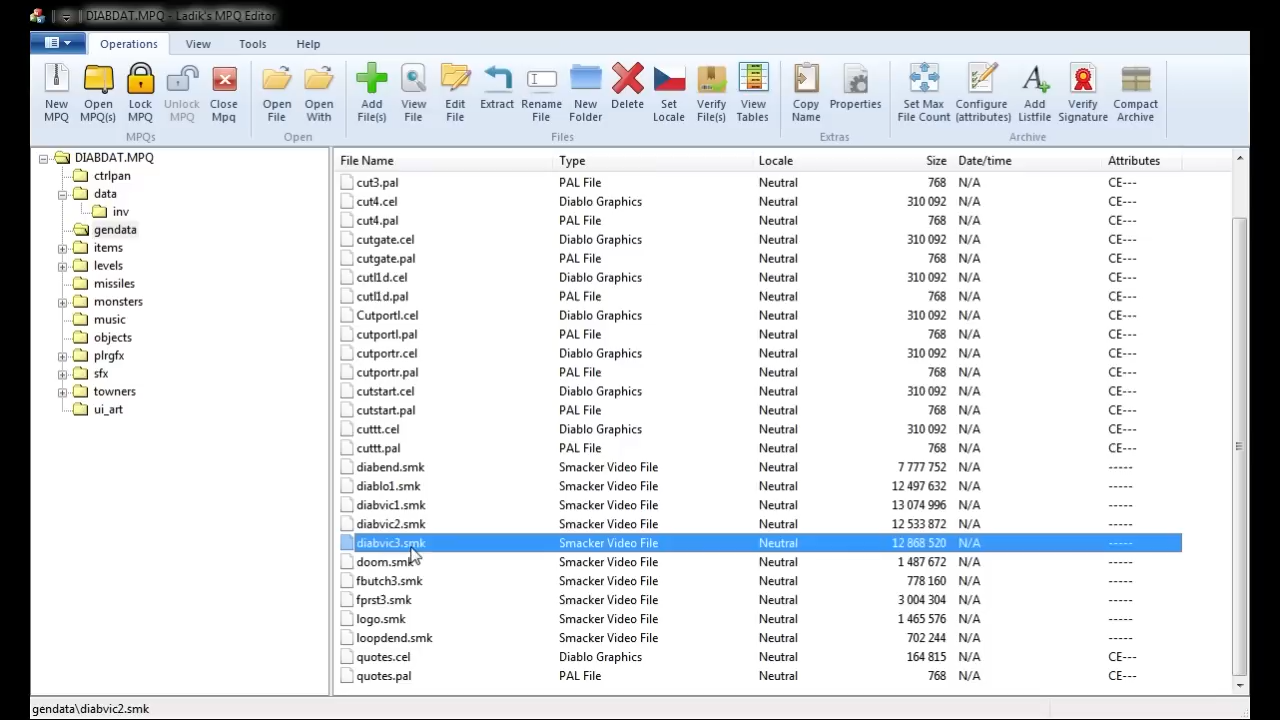 DIABDAT.MPQ - Ladik's MPQ Editor
Operations View Tools Help
New MPQ Open MPQ(s) Lock MPQ Unlock MPQ Close Mpq Open File Open With Add File(s) View File Edit File Extract Rename File New Folder Delete Set Locale Verify File(s) View Tables Copy Name Properties Set Max File Count Configure (attributes) Add Listfile Verify Signature Compact Archive
MPQs Open Files Extras Archive
DIABDAT.MPQ
ctrlpan
data
inv
gendata
items
levels
missiles
monsters
music
objects
plrgfx
sfx
towners
ui_art
File Name Type Locale Size Date/time Attributes
cut3.pal PAL File Neutral 768 N/A CE---
cut4.cel Diablo Graphics Neutral 310 092 N/A CE---
cut4.pal PAL File Neutral 768 N/A CE---
cutgate.cel Diablo Graphics Neutral 310 092 N/A CE---
cutgate.pal PAL File Neutral 768 N/A CE---
cutl1d.cel Diablo Graphics Neutral 310 092 N/A CE---
cutl1d.pal PAL File Neutral 768 N/A CE---
Cutportl.cel Diablo Graphics Neutral 310 092 N/A CE---
cutportl.pal PAL File Neutral 768 N/A CE---
cutportr.cel Diablo Graphics Neutral 310 092 N/A CE---
cutportr.pal PAL File Neutral 768 N/A CE---
cutstart.cel Diablo Graphics Neutral 310 092 N/A CE---
cutstart.pal PAL File Neutral 768 N/A CE---
cuttt.cel Diablo Graphics Neutral 310 092 N/A CE---
cuttt.pal PAL File Neutral 768 N/A CE---
diabend.smk Smacker Video File Neutral 7 777 752 N/A -----
diablo1.smk Smacker Video File Neutral 12 497 632 N/A -----
diabvic1.smk Smacker Video File Neutral 13 074 996 N/A -----
diabvic2.smk Smacker Video File Neutral 12 533 872 N/A -----
diabvic3.smk Smacker Video File Neutral 12 868 520 N/A -----
doom.smk Smacker Video File Neutral 1 487 672 N/A -----
fbutch3.smk Smacker Video File Neutral 778 160 N/A -----
fprst3.smk Smacker Video File Neutral 3 004 304 N/A -----
logo.smk Smacker Video File Neutral 1 465 576 N/A -----
loopdend.smk Smacker Video File Neutral 702 244 N/A -----
quotes.cel Diablo Graphics Neutral 164 815 N/A CE---
quotes.pal PAL File Neutral 768 N/A CE---
gendata\diabvic2.smk